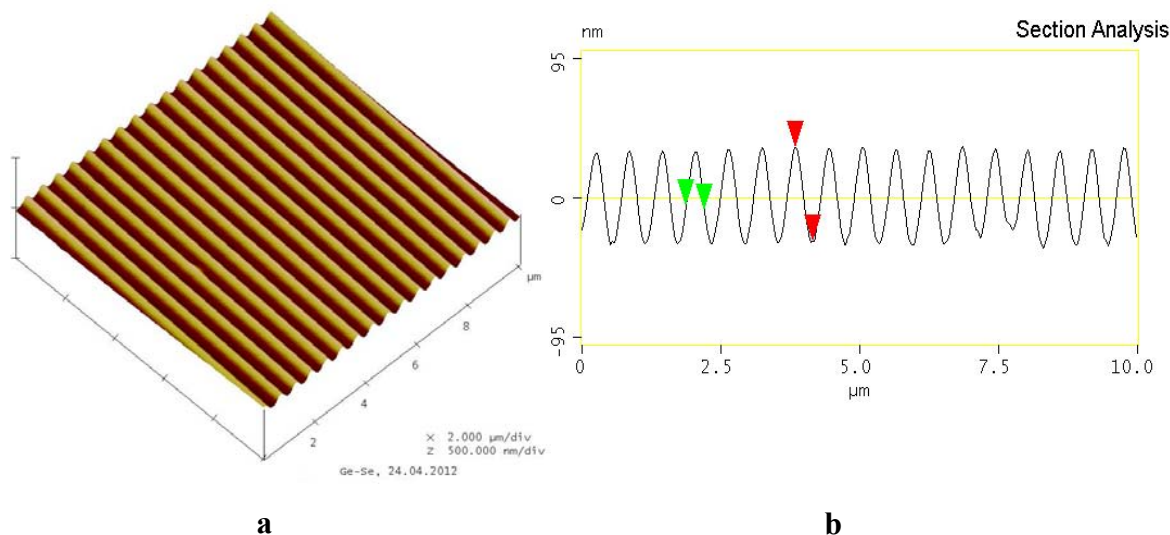 nm
Section Analysis
95
0
-95
0
2.5
5.0
7.5
10.0
µm
µm
8
6
4
2
X 2.000 µm/div
Z 500.000 nm/div
Ge-Se, 24.04.2012
a
b